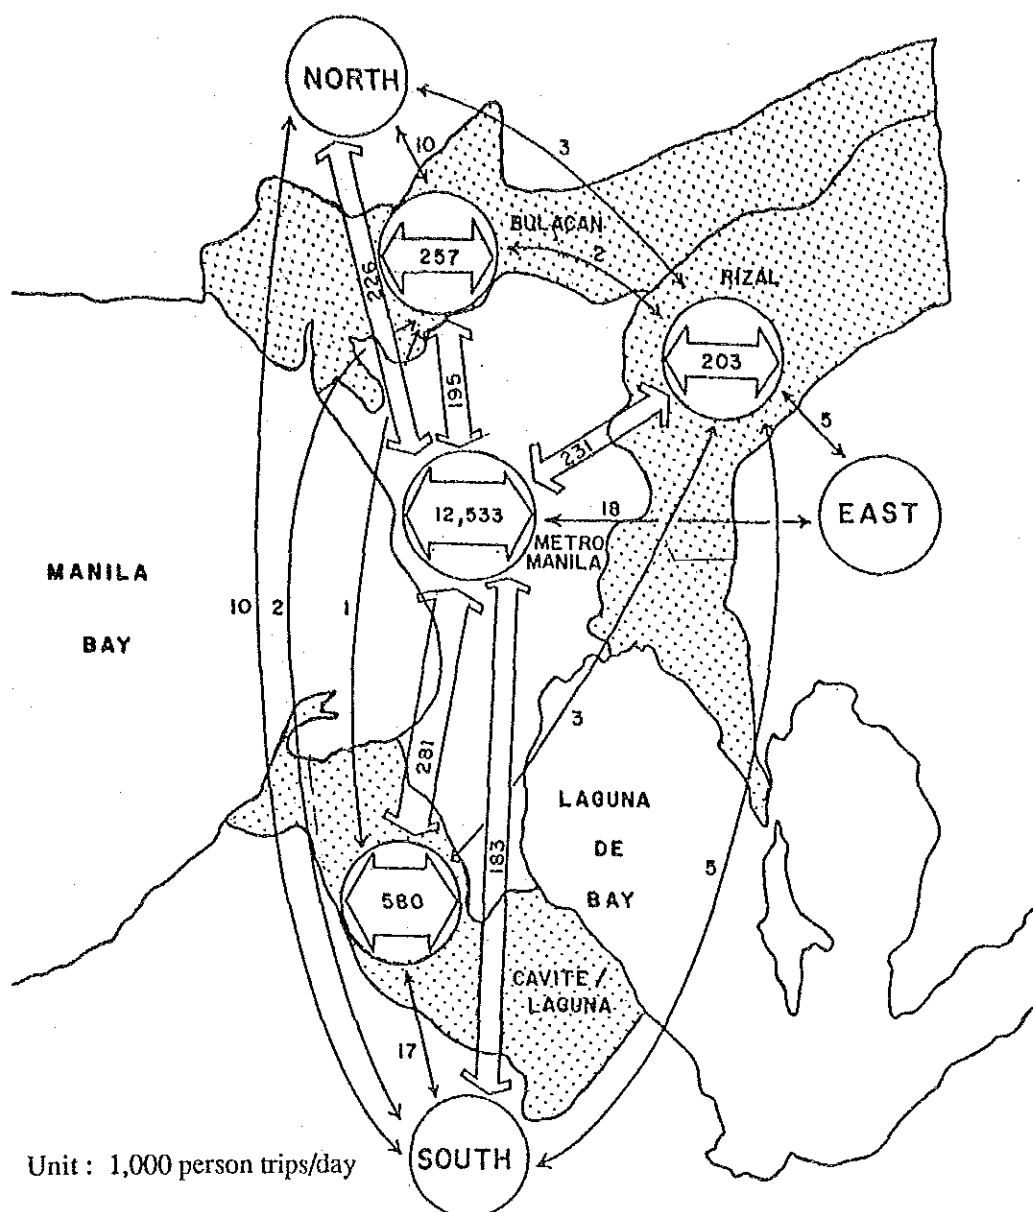 NORTH
10
3
BULACAN
257
2
RIZAL
226
203
195
231
5
12,533
18
EAST
METRO
MANILA
MANILA
BAY
10
2
1
3
281
LAGUNA
DE
BAY
183
5
580
CAVITE /
LAGUNA
17
SOUTH
Unit : 1,000 person trips/day